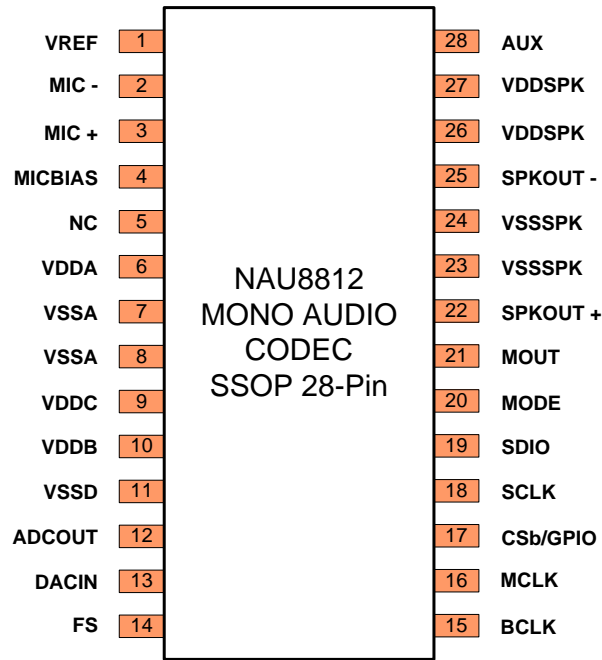 VREF 1 28 AUX
MIC - 2 27 VDDSPK
MIC + 3 26 VDDSPK
MICBIAS 4 25 SPKOUT -
NC 5 24 VSSSPK
VDDA 6 23 VSSSPK
VSSA 7 22 SPKOUT +
VSSA 8 21 MOUT
VDDC 9 20 MODE
VDDB 10 19 SDIO
VSSD 11 18 SCLK
ADCOUT 12 17 CSb/GPIO
DACIN 13 16 MCLK
FS 14 15 BCLK
NAU8812
MONO AUDIO
CODEC
SSOP 28-Pin